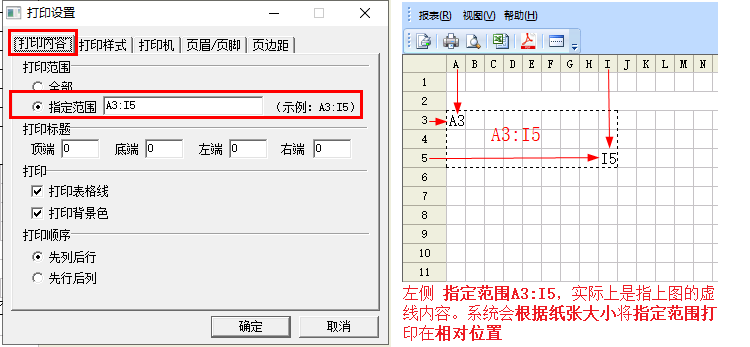 打印设置
打印内容 打印样式 打印机 页眉/页脚 页边距
打印范围
全部
指定范围 A3:I5 (示例: A3:I5)
打印标题
顶端 0 底端 0 左端 0 右端 0
打印
打印表格线
打印背景色
打印顺序
先列后行
先行后列
确定 取消
报表(R) 视图(V) 帮助(H)
A B C D E F G H I J K L M N
1
2
3 A3
4 A3:I5
5 I5
6
7
8
9
10
11
左侧 指定范围A3:I5，实际上是指上图的虚
线内容。系统会根据纸张大小将指定范围打
印在相对位置